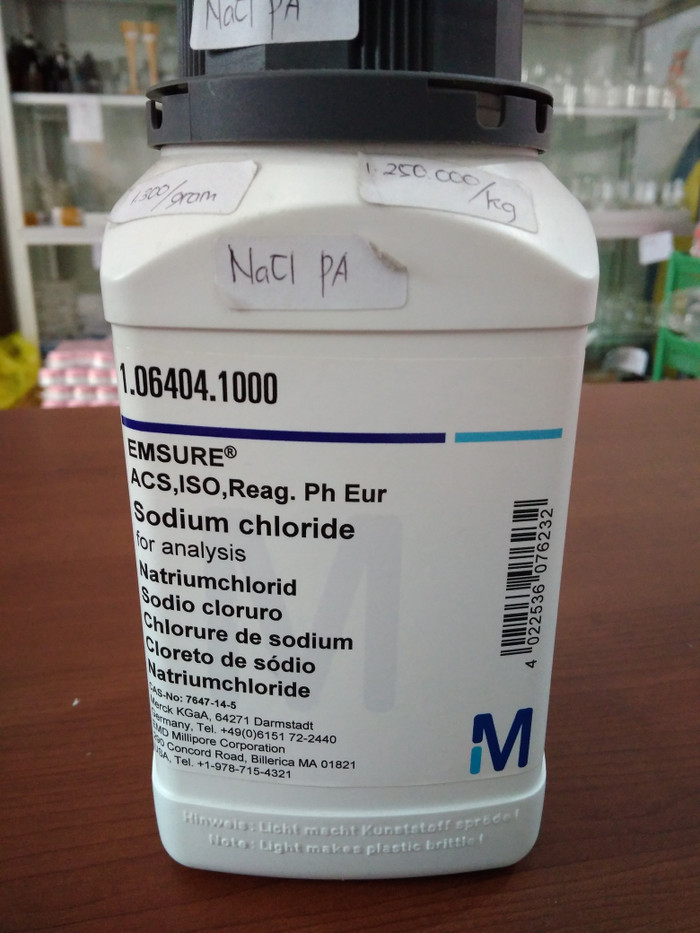 NaCl PA
1.300/gram
1.250.000/kg
NaCl PA
1.06404.1000
EMSURE®
ACS,ISO,Reag. Ph Eur
Sodium chloride
for analysis
Natriumchlorid
Sodio cloruro
Chlorure de sodium
Cloreto de sódio
Natriumchloride
CAS-No: 7647-14-5
Merck KGaA, 64271 Darmstadt
Germany, Tel. +49(0)6151 72-2440
EMD Millipore Corporation
290 Concord Road, Billerica MA 01821
USA, Tel. +1-978-715-4321
4 022536 076232
M
Hinweis: Licht macht Kunststoff spröde!
Note: Light makes plastic brittle!